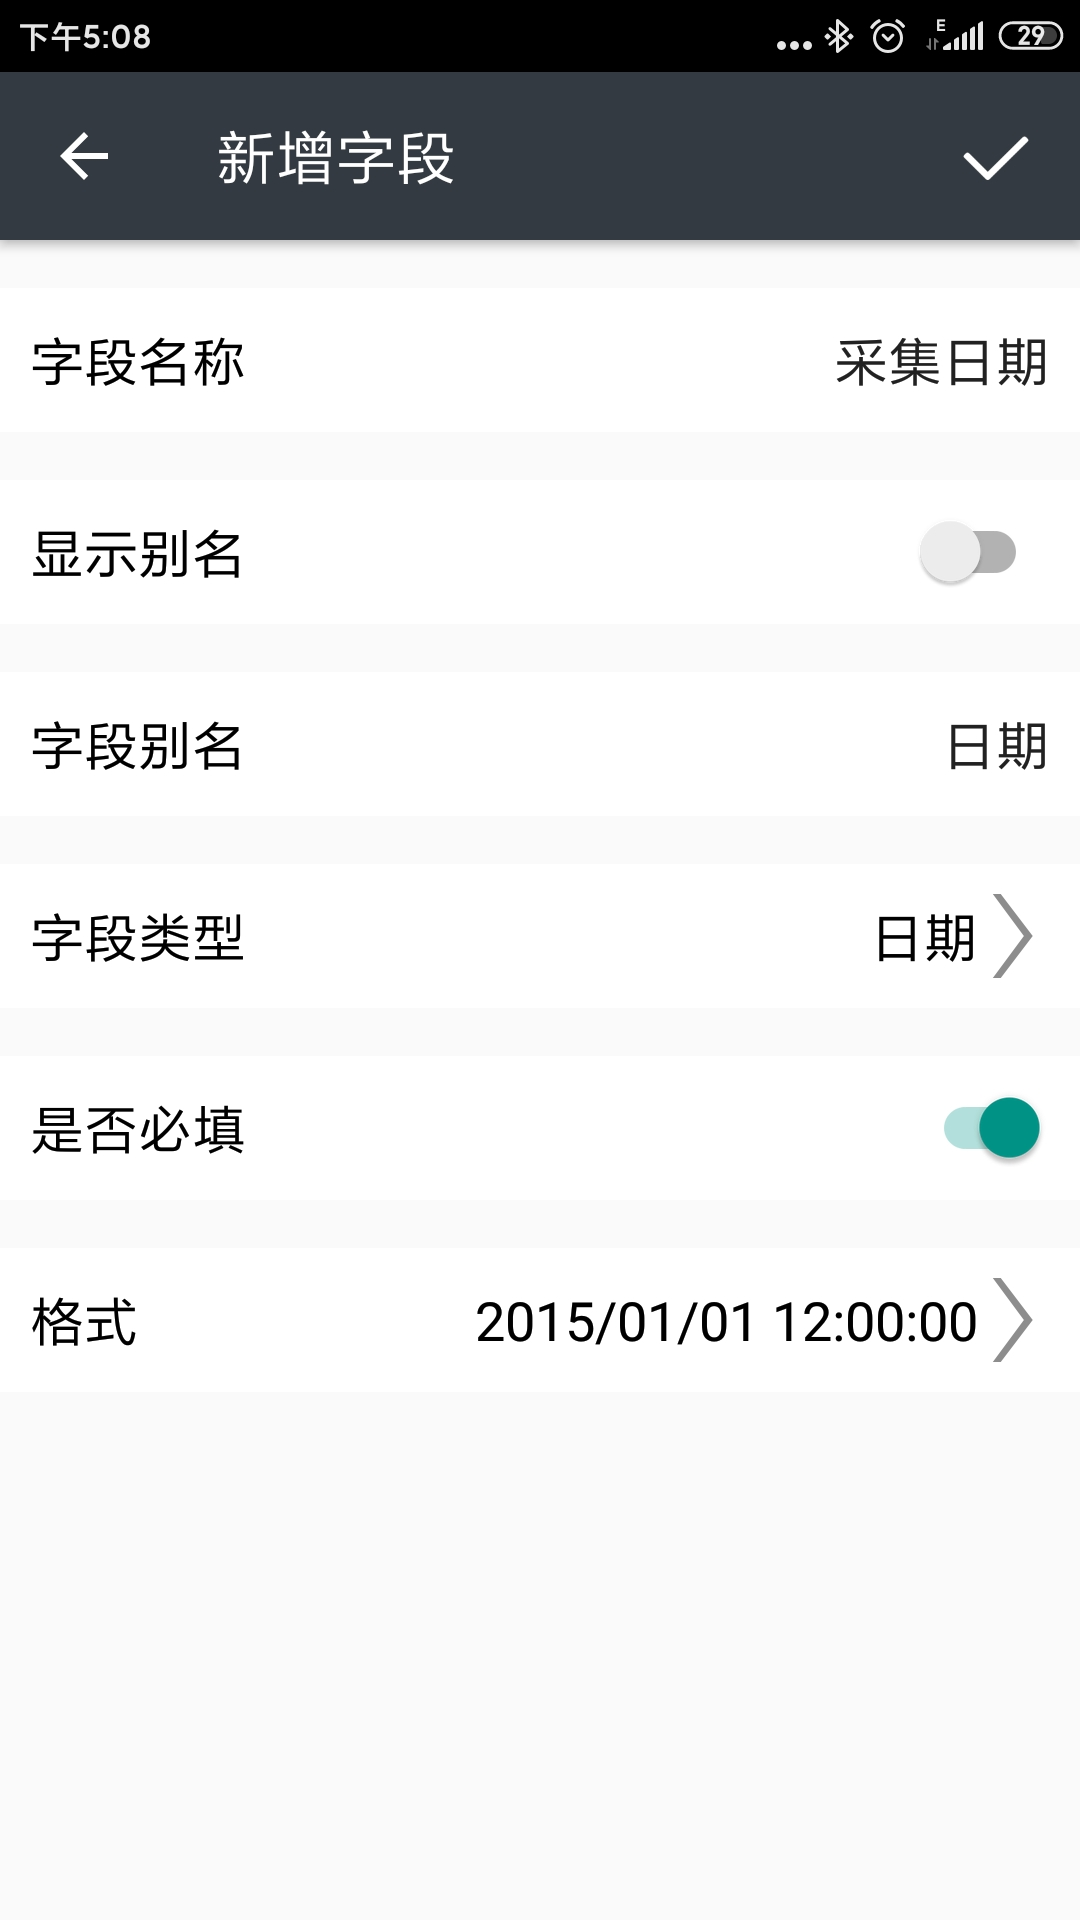 下午5:08
E
29
新增字段
字段名称 采集日期
显示别名
字段别名 日期
字段类型 日期
是否必填
格式 2015/01/01 12:00:00